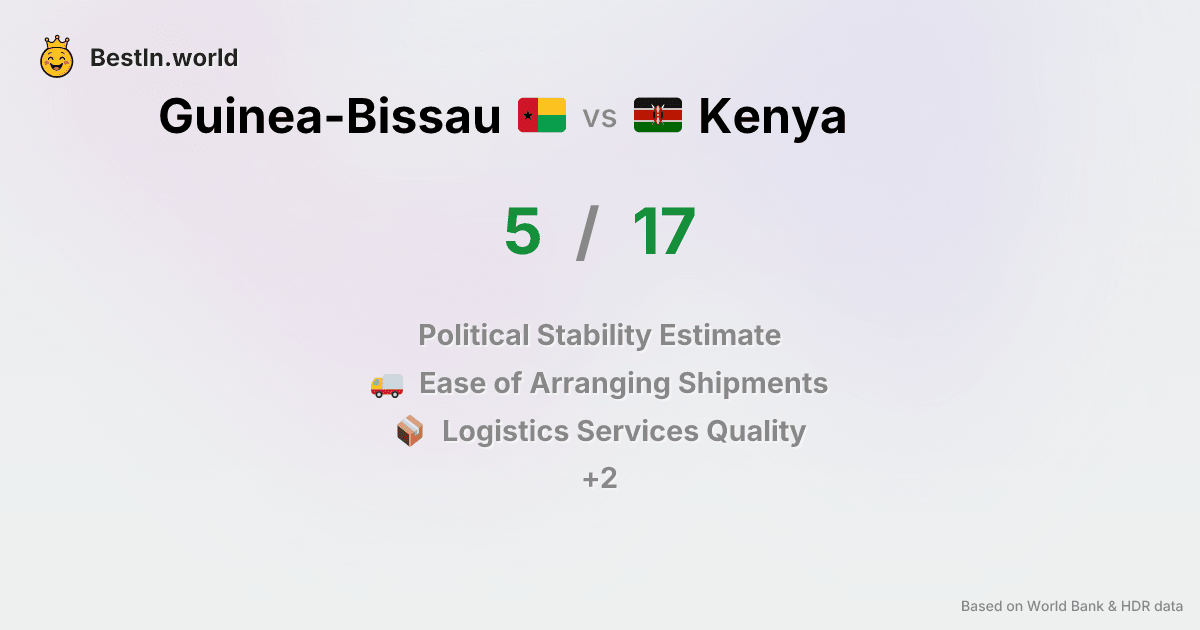 BestIn.world
Guinea-Bissau vs Kenya
5 / 17
Political Stability Estimate
Ease of Arranging Shipments
Logistics Services Quality
+2
Based on World Bank & HDR data